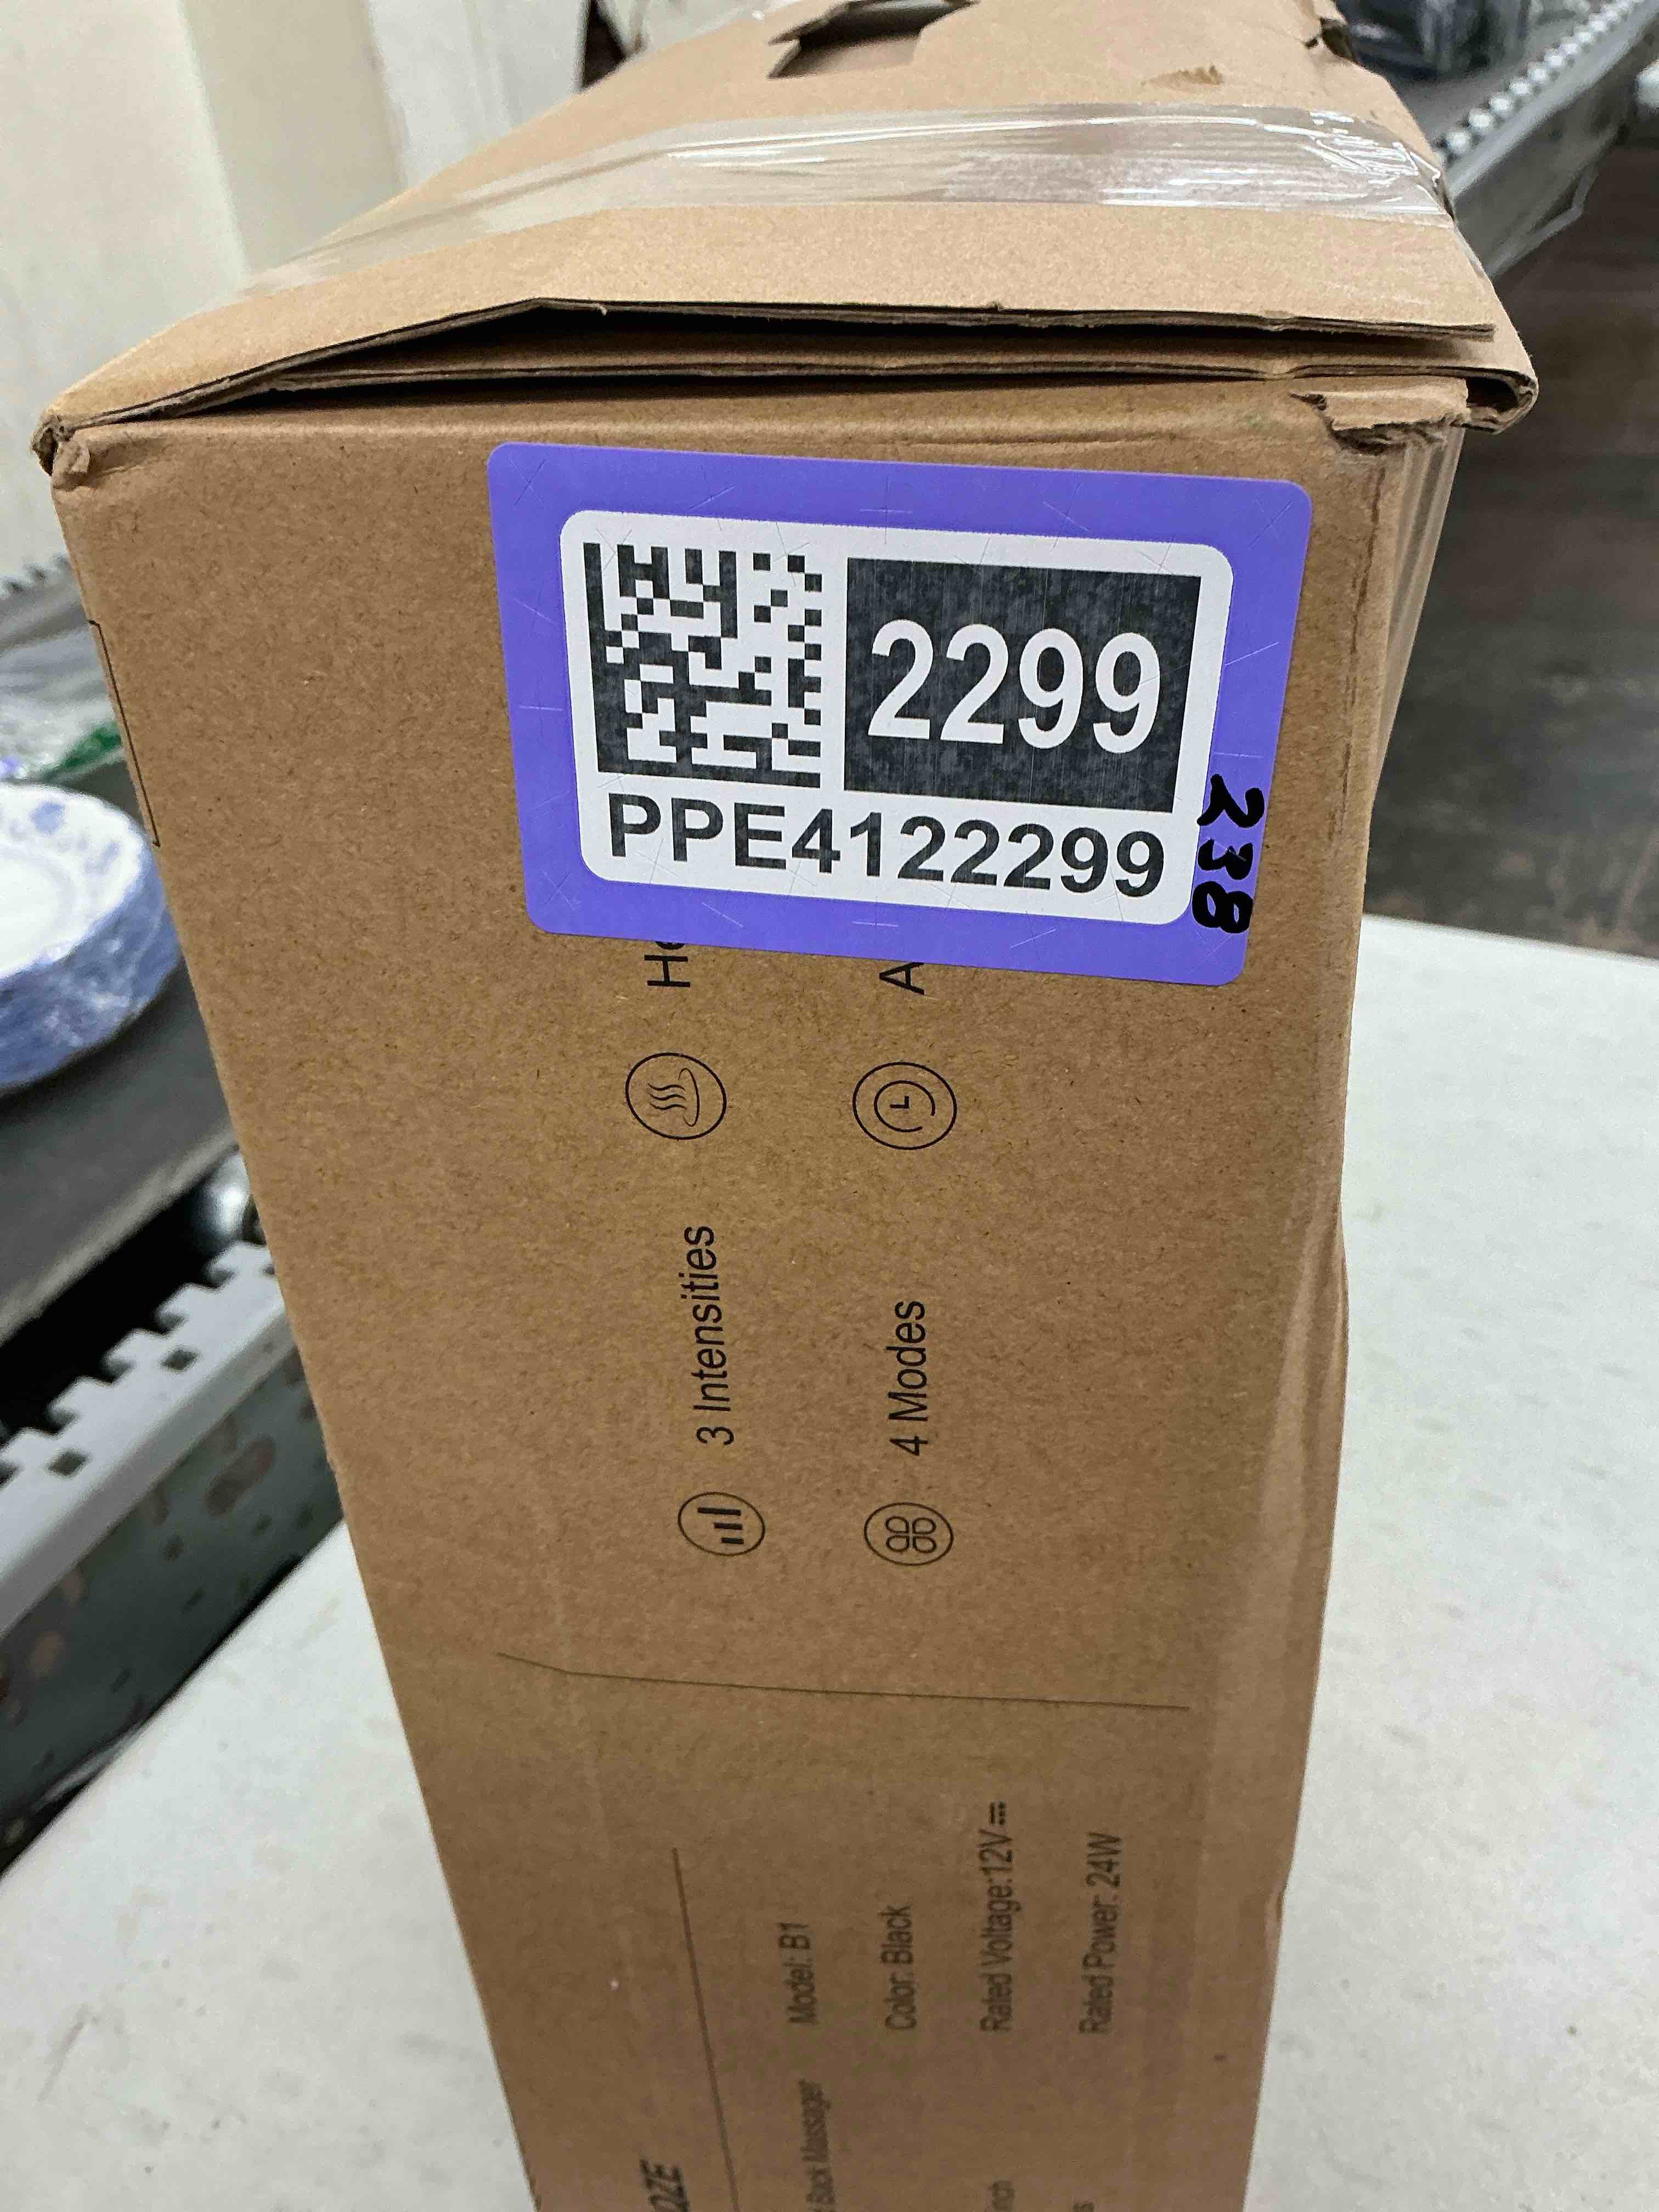 2299
PPE4122299
238
3 Intensities
4 Modes
Model: B1
Color: Black
Rated Voltage:12V
Rated Power: 24W
Back Massager